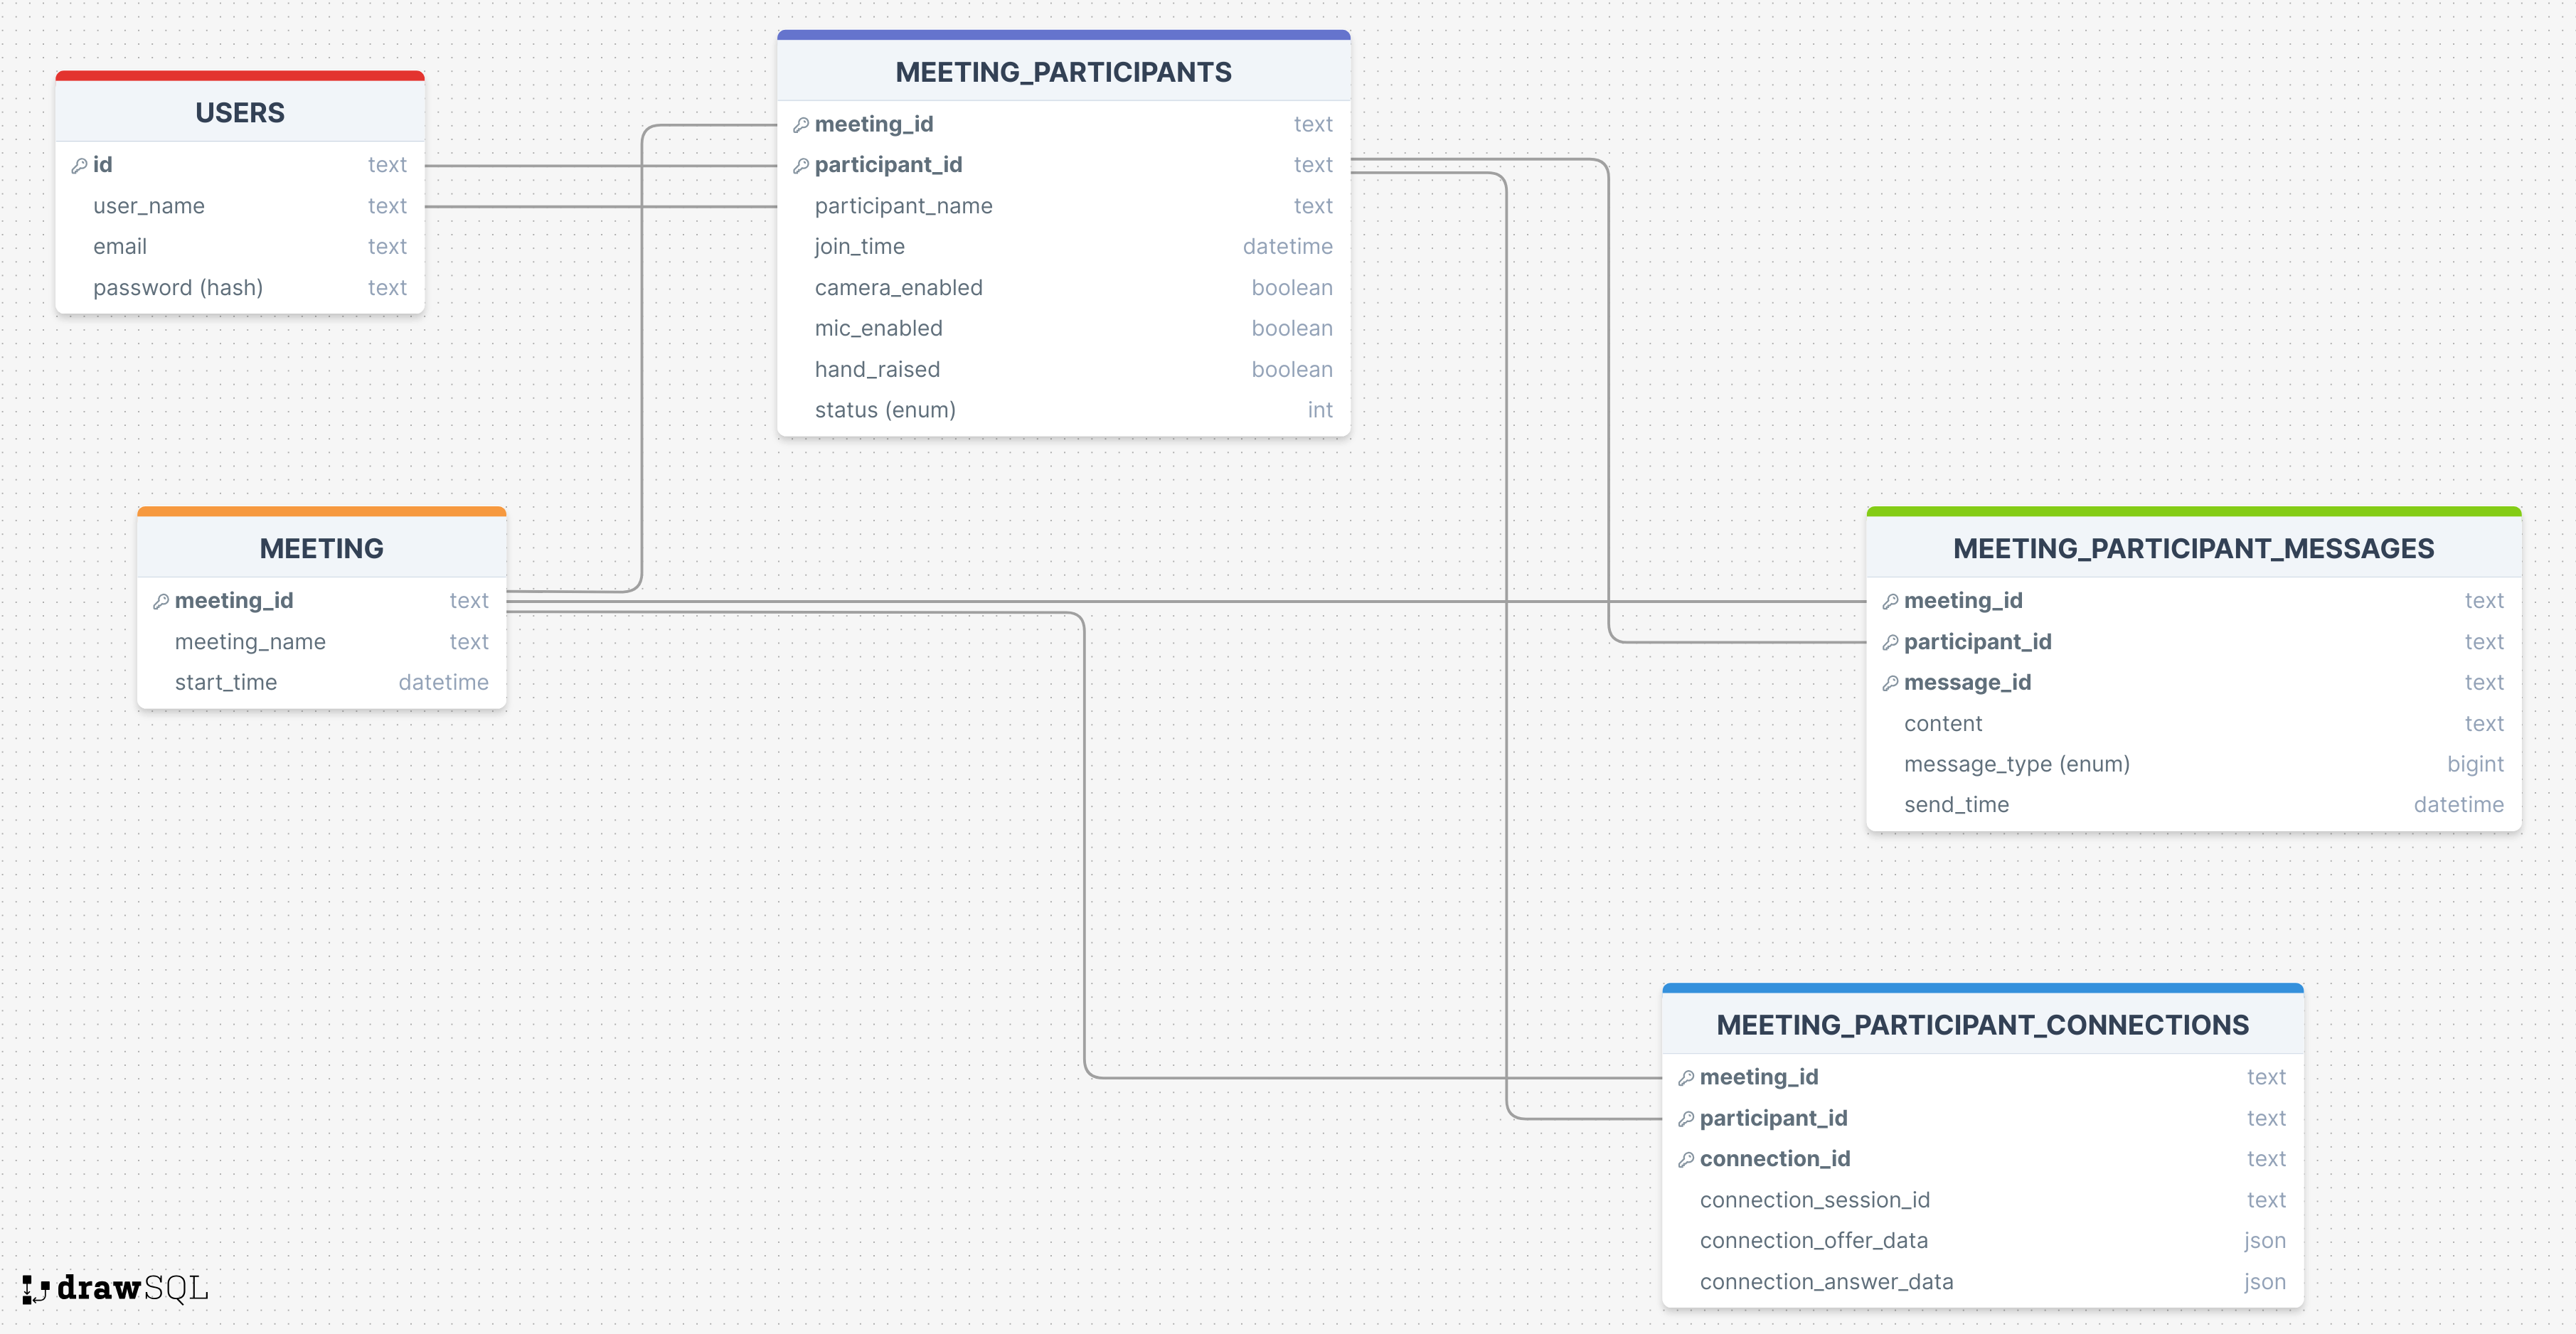 USERS
id text
user_name text
email text
password (hash) text
MEETING_PARTICIPANTS
meeting_id text
participant_id text
participant_name text
join_time datetime
camera_enabled boolean
mic_enabled boolean
hand_raised boolean
status (enum) int
MEETING
meeting_id text
meeting_name text
start_time datetime
MEETING_PARTICIPANT_MESSAGES
meeting_id text
participant_id text
message_id text
content text
message_type (enum) bigint
send_time datetime
MEETING_PARTICIPANT_CONNECTIONS
meeting_id text
participant_id text
connection_id text
connection_session_id text
connection_offer_data json
connection_answer_data json
drawSQL